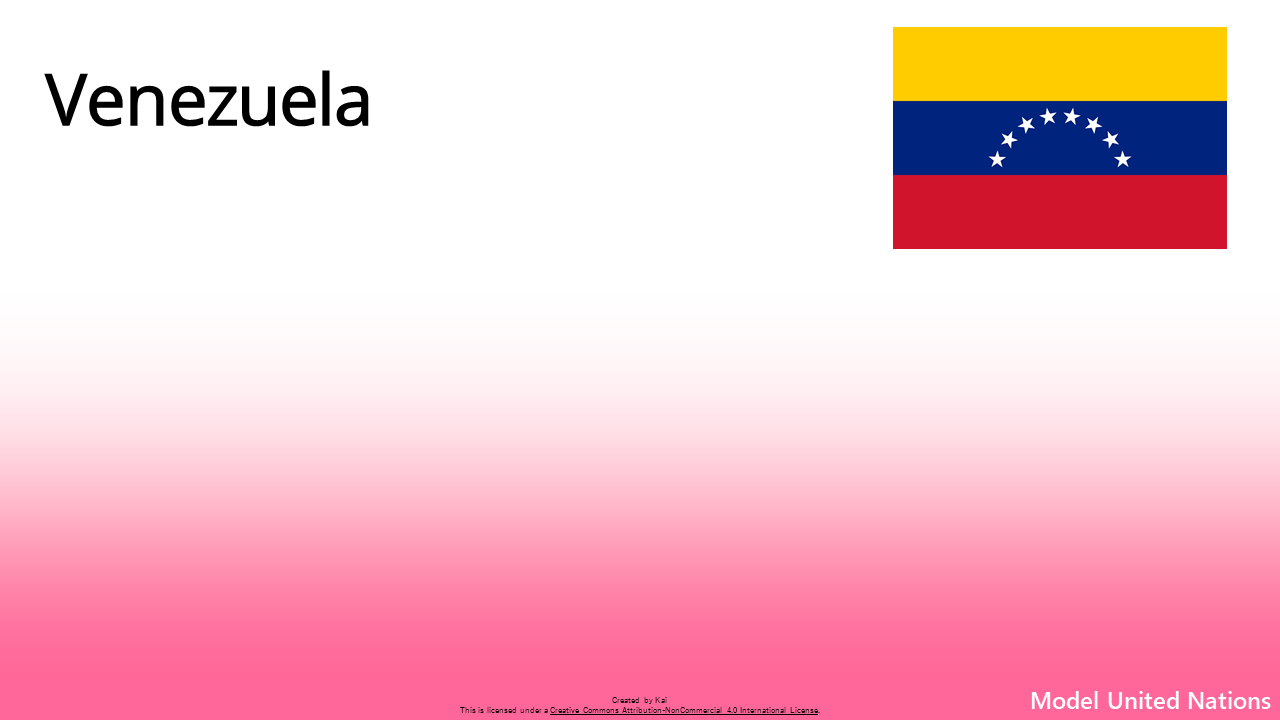 Venezuela
Created by Kai
This is licensed under a Creative Commons Attribution-NonCommercial 4.0 International License.
Model United Nations